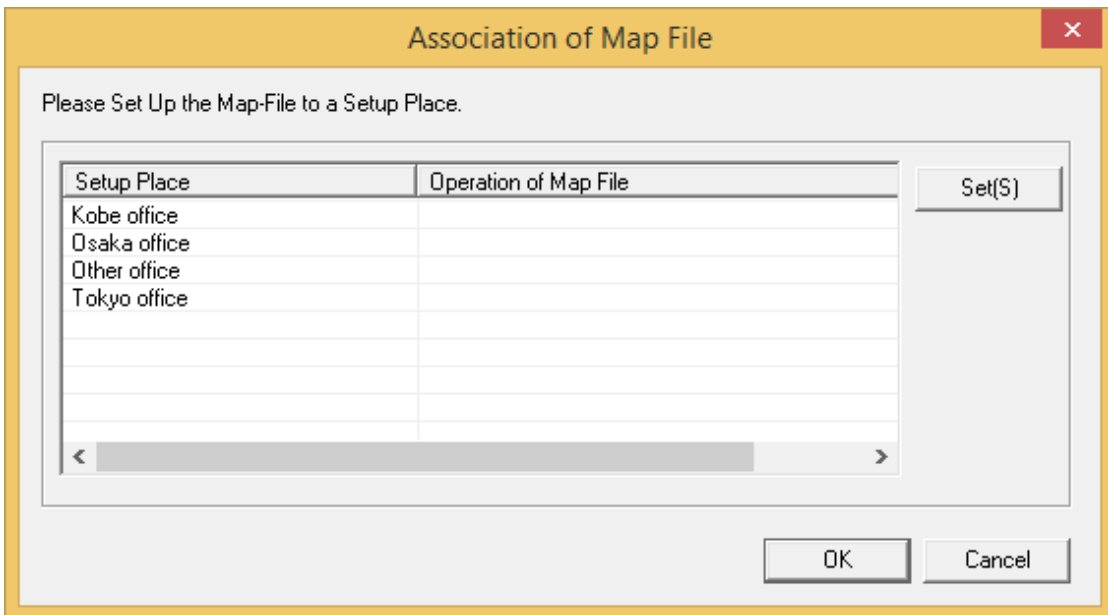 Association of Map File
Please Set Up the Map-File to a Setup Place.
Setup Place Operation of Map File Set(S)
Kobe office
Osaka office
Other office
Tokyo office
OK Cancel